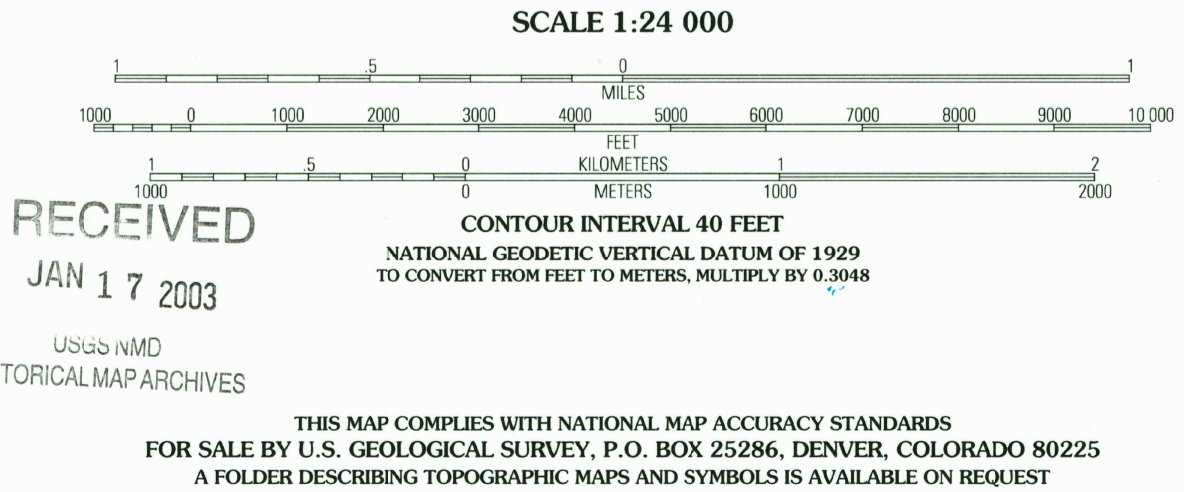 SCALE 1:24 000
1 .5 0 1
MILES
1000 0 1000 2000 3000 4000 5000 6000 7000 8000 9000 10 000
FEET
1 .5 0 KILOMETERS 1 2
1000 0 METERS 1000 2000
CONTOUR INTERVAL 40 FEET
NATIONAL GEODETIC VERTICAL DATUM OF 1929
TO CONVERT FROM FEET TO METERS, MULTIPLY BY 0.3048
RECEIVED
JAN 17 2003
USGS NMD
TORICAL MAP ARCHIVES
THIS MAP COMPLIES WITH NATIONAL MAP ACCURACY STANDARDS
FOR SALE BY U.S. GEOLOGICAL SURVEY, P.O. BOX 25286, DENVER, COLORADO 80225
A FOLDER DESCRIBING TOPOGRAPHIC MAPS AND SYMBOLS IS AVAILABLE ON REQUEST